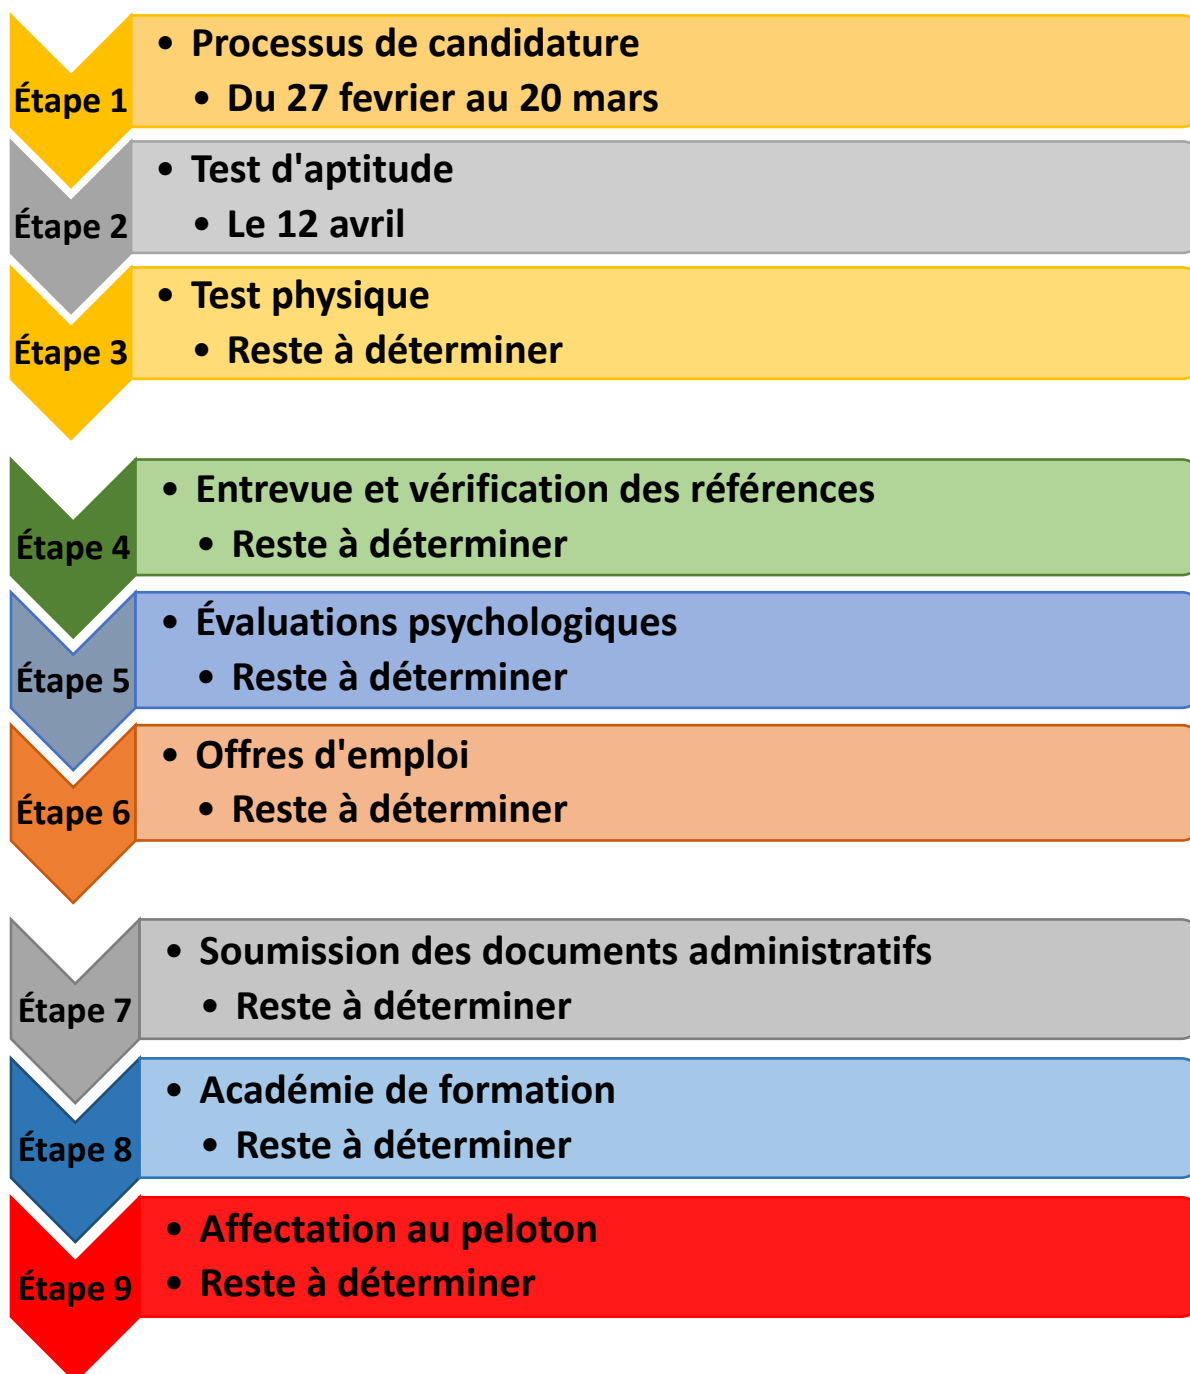 Étape 1
• Processus de candidature
• Du 27 fevrier au 20 mars
Étape 2
• Test d'aptitude
• Le 12 avril
Étape 3
• Test physique
• Reste à déterminer
Étape 4
• Entrevue et vérification des références
• Reste à déterminer
Étape 5
• Évaluations psychologiques
• Reste à déterminer
Étape 6
• Offres d'emploi
• Reste à déterminer
Étape 7
• Soumission des documents administratifs
• Reste à déterminer
Étape 8
• Académie de formation
• Reste à déterminer
Étape 9
• Affectation au peloton
• Reste à déterminer